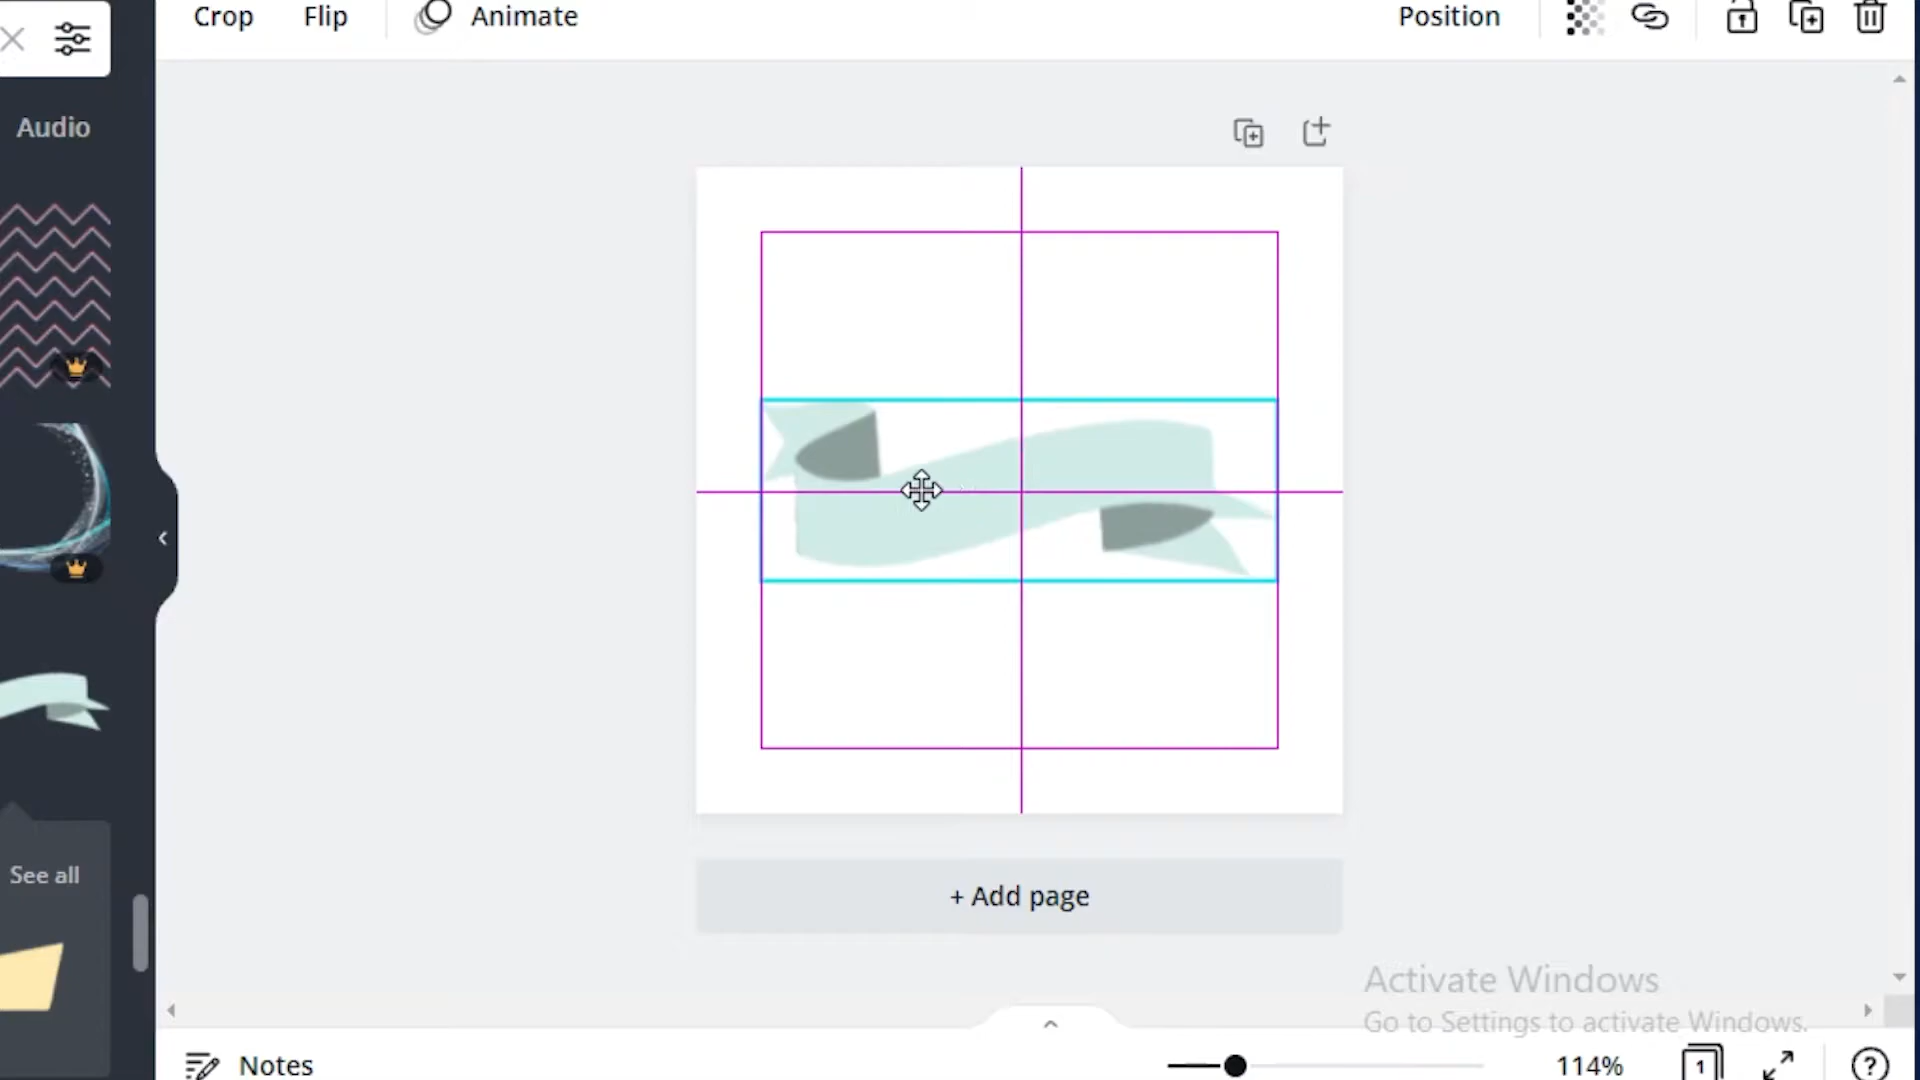 Crop Flip Animate Position
Audio
See all
+ Add page
Activate Windows
Go to Settings to activate Windows.
Notes 114% 1 ?